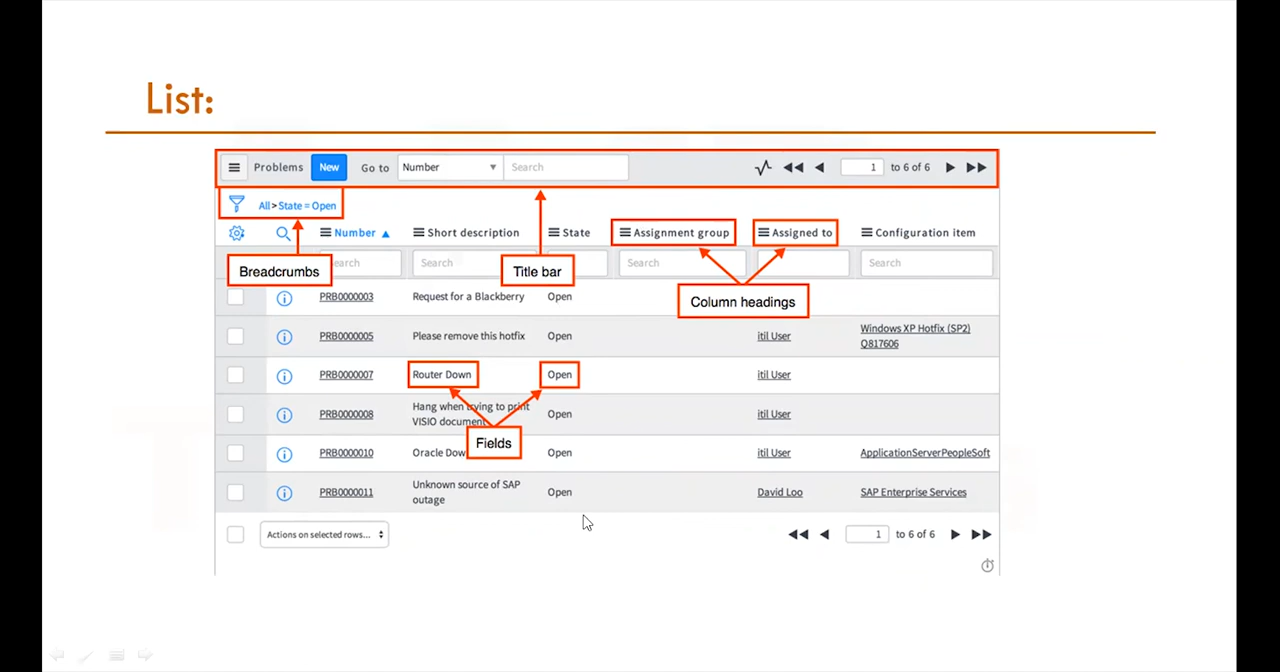 List:
Problems New Go to Number Search 1 to 6 of 6
All > State = Open
Number Short description State Assignment group Assigned to Configuration item
Search Search Search
Breadcrumbs Title bar
Column headings
PRB0000003 Request for a Blackberry Open
PRB0000005 Please remove this hotfix Open itil User Windows XP Hotfix (SP2)
Q817606
PRB0000007 Router Down Open itil User
Hang when trying to print
PRB0000008 VISIO document Open itil User
Fields
PRB0000010 Oracle Dow Open itil User ApplicationServerPeopleSoft
Unknown source of SAP
PRB0000011 outage Open David Loo SAP Enterprise Services
Actions on selected rows... 1 to 6 of 6